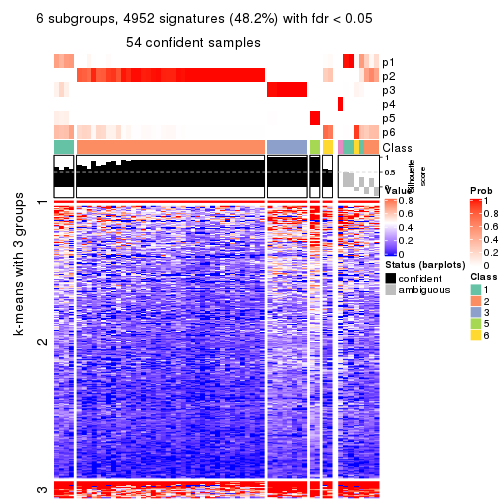 6 subgroups, 4952 signatures (48.2%) with fdr < 0.05
54 confident samples
p1
p2
p3
p4
p5
p6
Class
1
0.5
0
Silhouette
score
k-means with 3 groups
1
2
3
Value
0.8
0.6
0.4
0.2
0
Status (barplots)
confident
ambiguous
Prob
1
0.8
0.6
0.4
0.2
0
Class
1
2
3
5
6